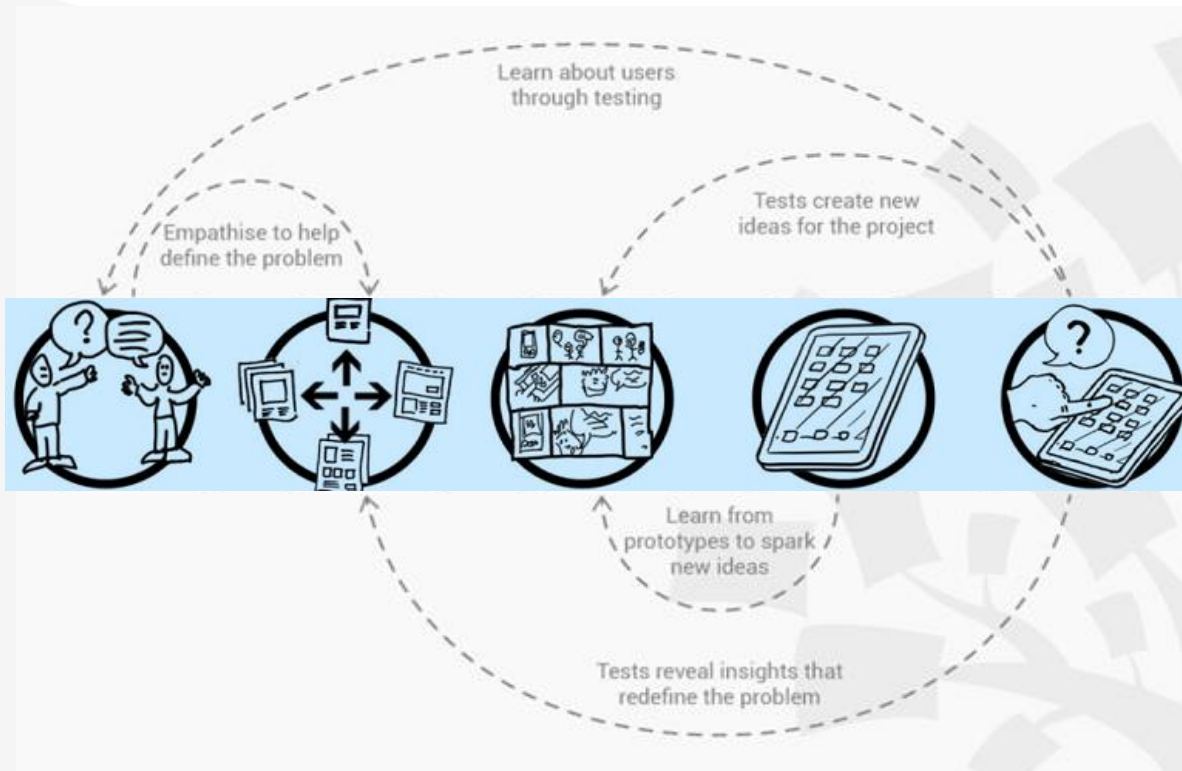 Learn about users
through testing
Tests create new
ideas for the project
Empathise to help
define the problem
?
?
Learn from
prototypes to spark
new ideas
Tests reveal insights that
redefine the problem